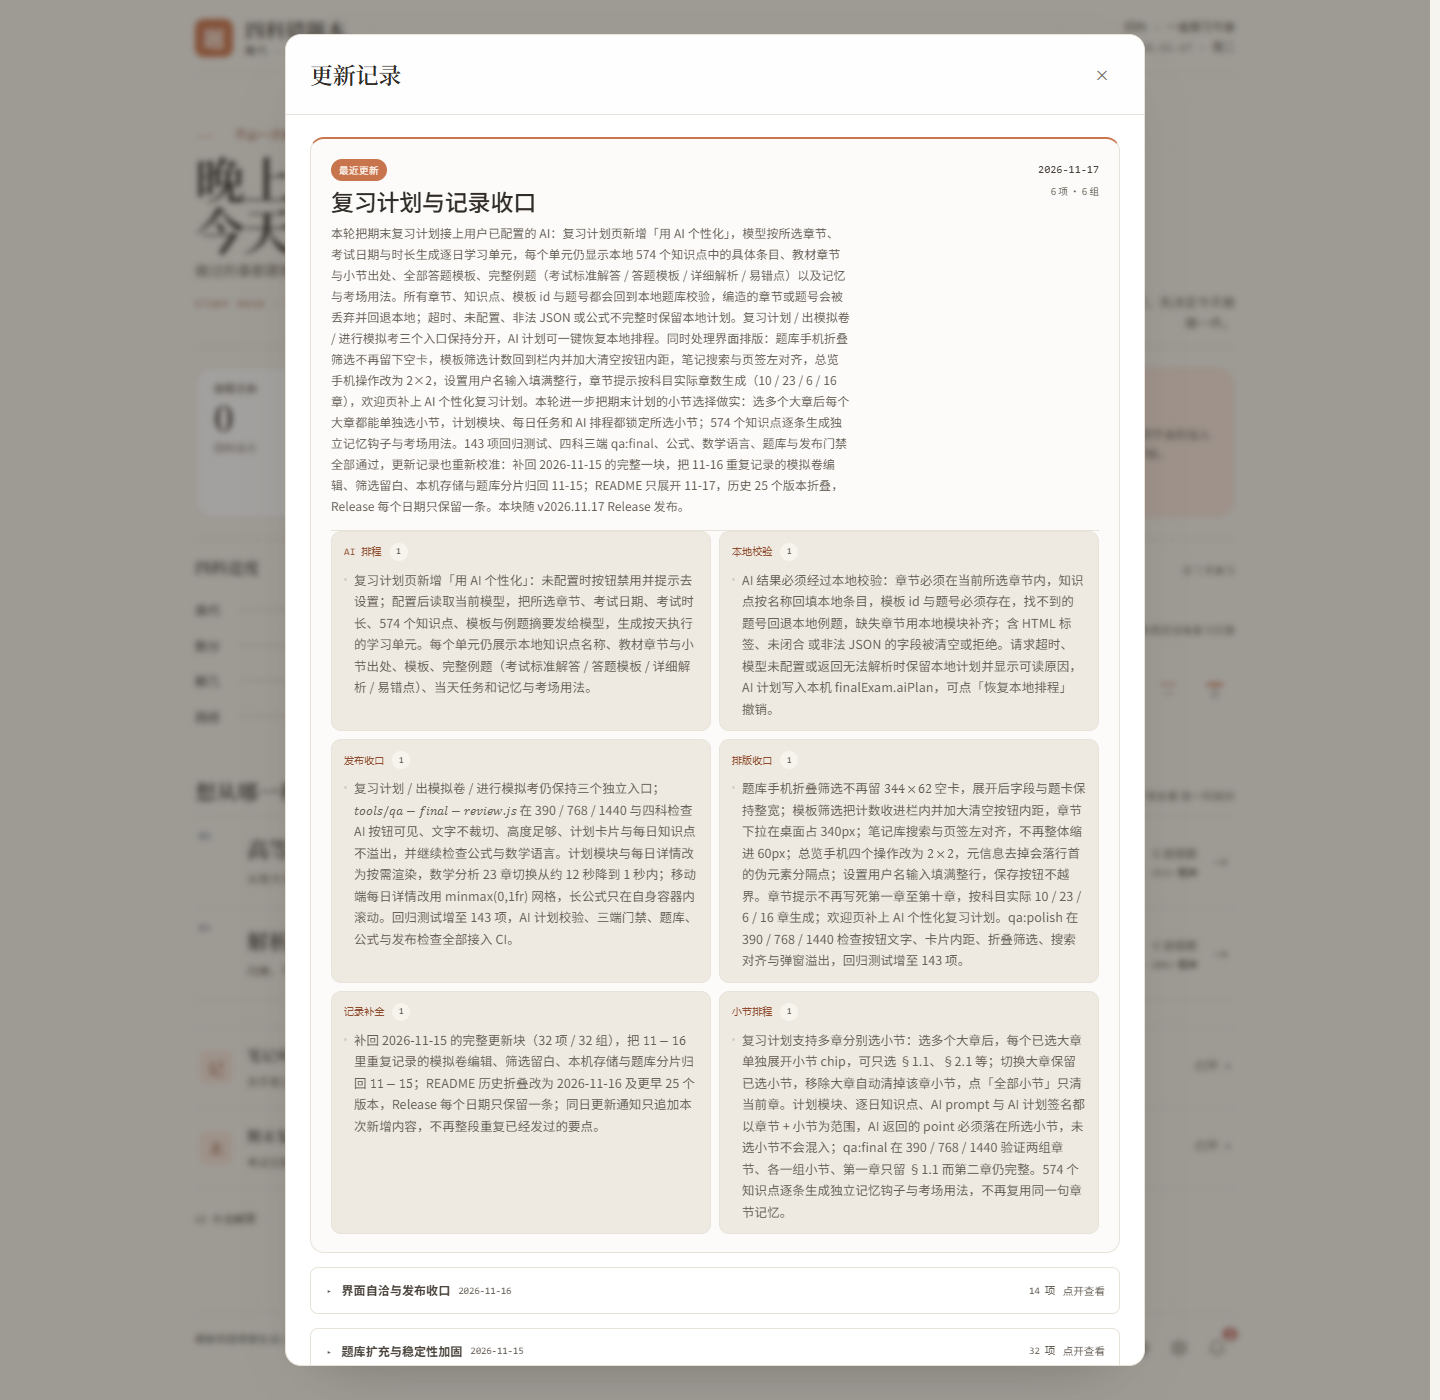 更新记录
×
最近更新
2026-11-17
复习计划与记录收口
6 项 · 6 组
本轮把期末复习计划接上用户已配置的 AI：复习计划页新增「用 AI 个性化」，模型按所选章节、
考试日期与时长生成逐日学习单元，每个单元仍显示本地 574 个知识点中的具体条目、教材章节
与小节出处、全部答题模板、完整例题（考试标准解答 / 答题模板 / 详细解析 / 易错点）以及记忆
与考场用法。所有章节、知识点、模板 id 与题号都会回到本地题库校验，编造的章节或题号会被
丢弃并回退本地；超时、未配置、非法 JSON 或公式不完整时保留本地计划。复习计划 / 出模拟卷
/ 进行模拟考三个入口保持分开，AI 计划可一键恢复本地排程。同时处理界面排版：题库手机折叠
筛选不再留下空卡，模板筛选计数回到栏内并加大清空按钮内距，笔记搜索与页签左对齐，总览
手机操作改为 2×2，设置用户名输入填满整行，章节提示按科目实际章数生成（10 / 23 / 6 / 16
章），欢迎页补上 AI 个性化复习计划。本轮进一步把期末计划的小节选择做实：选多个大章后每个
大章都能单独选小节，计划模块、每日任务和 AI 排程都锁定所选小节；574 个知识点逐条生成独
立记忆钩子与考场用法。143 项回归测试、四科三端 qa:final、公式、数学语言、题库与发布门禁
全部通过，更新记录也重新校准：补回 2026-11-15 的完整一块，把 11-16 重复记录的模拟卷编
辑、筛选留白、本机存储与题库分片归回 11-15；README 只展开 11-17，历史 25 个版本折叠，
Release 每个日期只保留一条。本块随 v2026.11.17 Release 发布。
AI 排程 1
复习计划页新增「用 AI 个性化」：未配置时按钮禁用并提示去
设置；配置后读取当前模型，把所选章节、考试日期、考试时
长、574 个知识点、模板与例题摘要发给模型，生成按天执行
的学习单元。每个单元仍展示本地知识点名称、教材章节与小
节出处、模板、完整例题（考试标准解答 / 答题模板 / 详细解
析 / 易错点）、当天任务和记忆与考场用法。
本地校验 1
AI 结果必须经过本地校验：章节必须在当前所选章节内，知识
点按名称回填本地条目，模板 id 与题号必须存在，找不到的
题号回退本地例题，缺失章节用本地模块补齐；含 HTML 标
签、未闭合 或非法 JSON 的字段被清空或拒绝。请求超时、
模型未配置或返回无法解析时保留本地计划并显示可读原因，
AI 计划写入本机 finalExam.aiPlan，可点「恢复本地排程」
撤销。
发布收口 1
复习计划 / 出模拟卷 / 进行模拟考仍保持三个独立入口；
tools/qa − final − review.js 在 390 / 768 / 1440 与四科检查
AI 按钮可见、文字不裁切、高度足够、计划卡片与每日知识点
不溢出，并继续检查公式与数学语言。计划模块与每日详情改
为按需渲染，数学分析 23 章切换从约 12 秒降到 1 秒内；移动
端每日详情改用 minmax(0,1fr) 网格，长公式只在自身容器内
滚动。回归测试增至 143 项，AI 计划校验、三端门禁、题库、
公式与发布检查全部接入 CI。
排版收口 1
题库手机折叠筛选不再留 344×62 空卡，展开后字段与题卡保
持整宽；模板筛选把计数收进栏内并加大清空按钮内距，章节
下拉在桌面占 340px；笔记库搜索与页签左对齐，不再整体缩
进 60px；总览手机四个操作改为 2×2，元信息去掉会落行首
的伪元素分隔点；设置用户名输入填满整行，保存按钮不越
界。章节提示不再写死第一章至第十章，按科目实际 10 / 23 /
6 / 16 章生成；欢迎页补上 AI 个性化复习计划。qa:polish 在
390 / 768 / 1440 检查按钮文字、卡片内距、折叠筛选、搜索
对齐与弹窗溢出，回归测试增至 143 项。
记录补全 1
补回 2026-11-15 的完整更新块（32 项 / 32 组），把 11 − 16
里重复记录的模拟卷编辑、筛选留白、本机存储与题库分片归
回 11 − 15；README 历史折叠改为 2026-11-16 及更早 25 个
版本，Release 每个日期只保留一条；同日更新通知只追加本
次新增内容，不再整段重复已经发过的要点。
小节排程 1
复习计划支持多章分别选小节：选多个大章后，每个已选大章
单独展开小节 chip，可只选 §1.1、§2.1 等；切换大章保留
已选小节，移除大章自动清掉该章小节，点「全部小节」只清
当前章。计划模块、逐日知识点、AI prompt 与 AI 计划签名都
以章节 + 小节为范围，AI 返回的 point 必须落在所选小节，未
选小节不会混入；qa:final 在 390 / 768 / 1440 验证两组章
节、各一组小节、第一章只留 §1.1 而第二章仍完整。574 个
知识点逐条生成独立记忆钩子与考场用法，不再复用同一句章
节记忆。
界面自洽与发布收口 2026-11-16 14 项 点开查看
题库扩充与稳定性加固 2026-11-15 32 项 点开查看
晚上
今天
0
四科进度
想从哪一
高等
解析